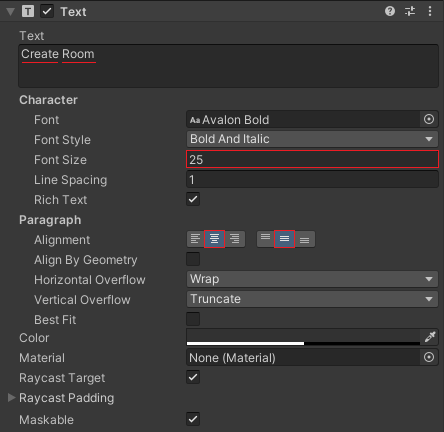 T Text
Text
Create Room
Character
Font Aa Avalon Bold
Font Style Bold And Italic
Font Size 25
Line Spacing 1
Rich Text
Paragraph
Alignment
Align By Geometry
Horizontal Overflow Wrap
Vertical Overflow Truncate
Best Fit
Color
Material None (Material)
Raycast Target
Raycast Padding
Maskable